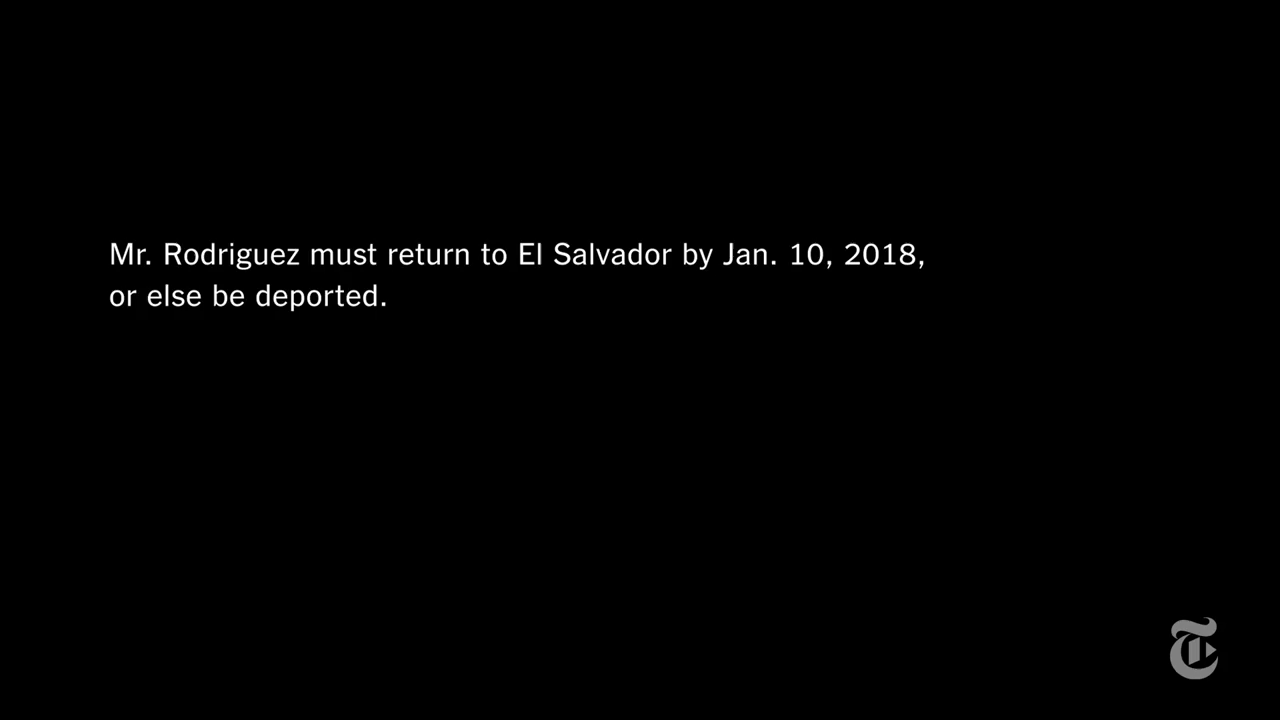 Mr. Rodriguez must return to El Salvador by Jan. 10, 2018,
or else be deported.